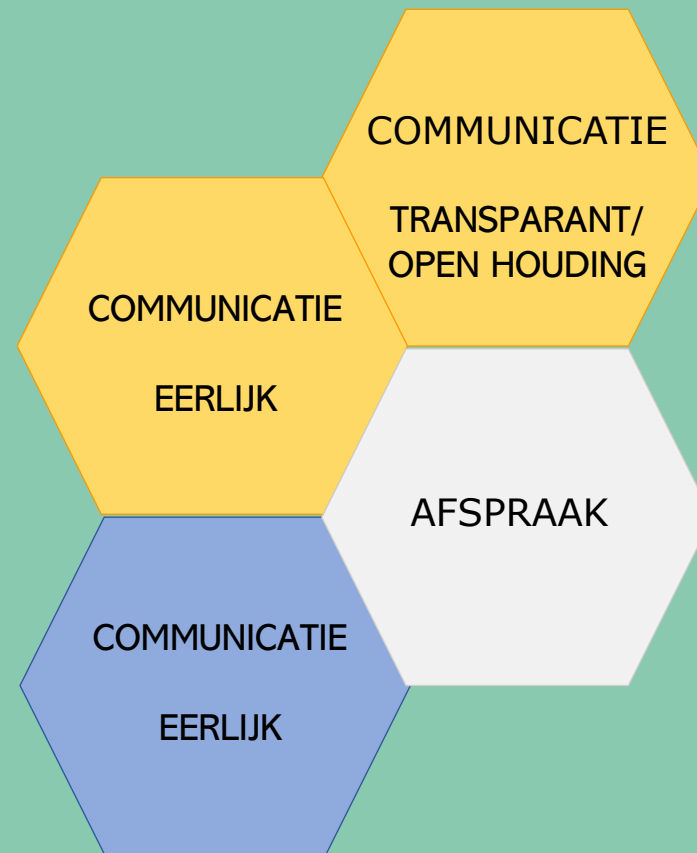 COMMUNICATIE
TRANSPARANT/
OPEN HOUDING
COMMUNICATIE
EERLIJK
AFSPRAAK
COMMUNICATIE
EERLIJK